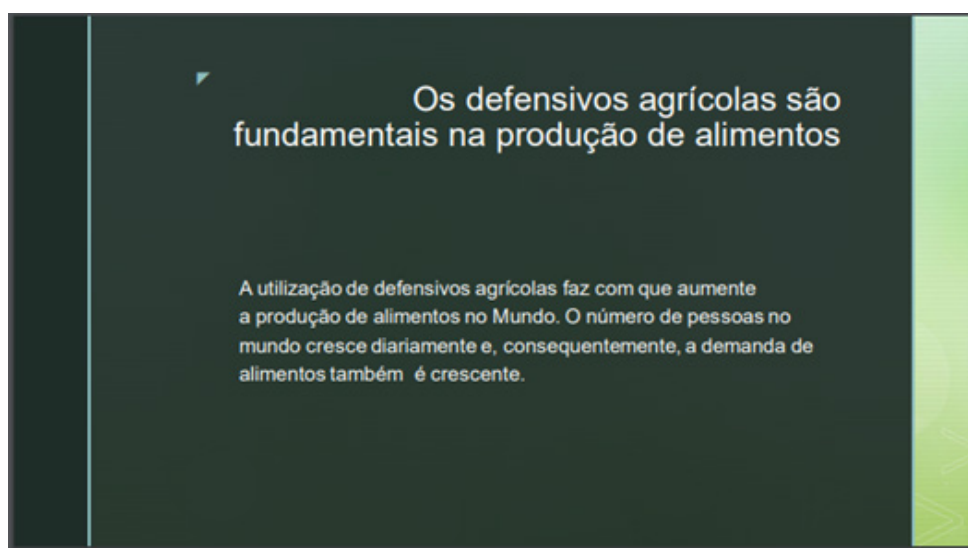 Os defensivos agrícolas são
fundamentais na produção de alimentos
A utilização de defensivos agrícolas faz com que aumente
a produção de alimentos no Mundo. O número de pessoas no
mundo cresce diariamente e, consequentemente, a demanda de
alimentos também  é crescente.